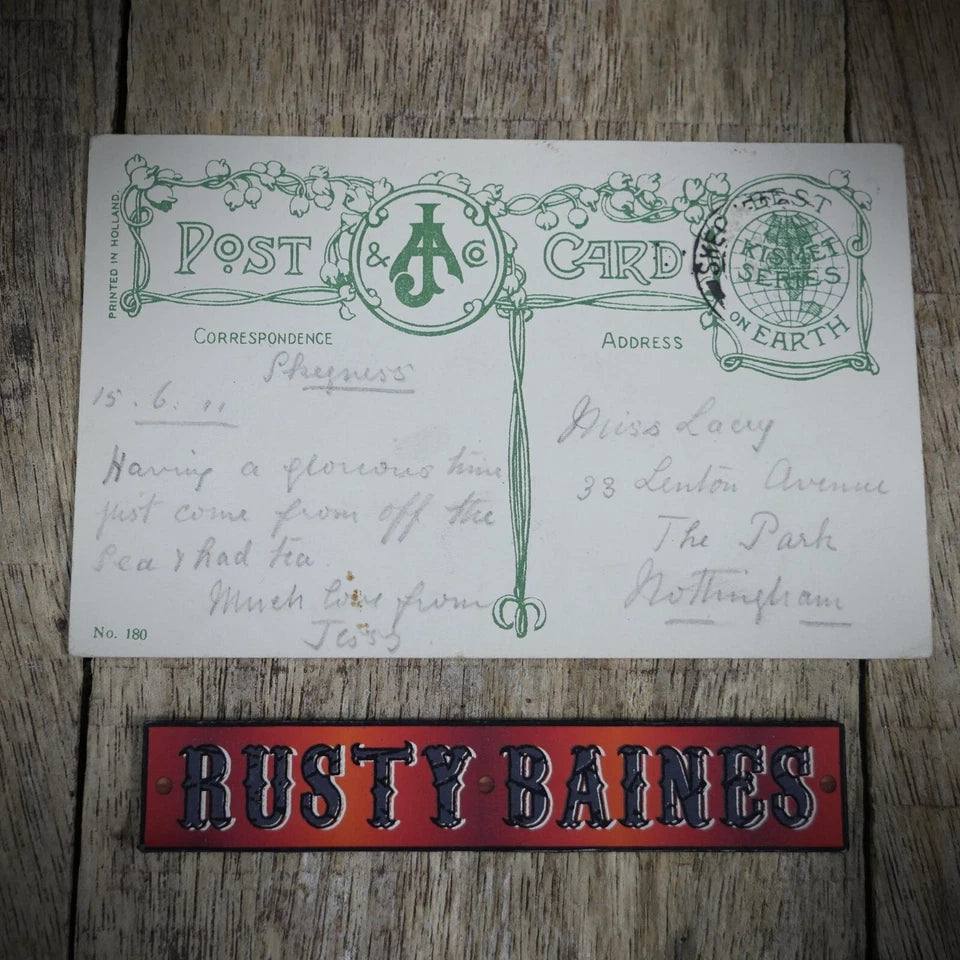 PRINTED IN HOLLAND.
POST & JA Co CARD
BEST
KISMET
SERIES
ON EARTH
CORRESPONDENCE
ADDRESS
Skegness
15.6.11
Having a glorious time
just come from off the
Sea & had tea.
Much love from
Jess
Miss Lacey
33 Lenton Avenue
The Park
Nottingham
No. 180
RUSTY BAINES